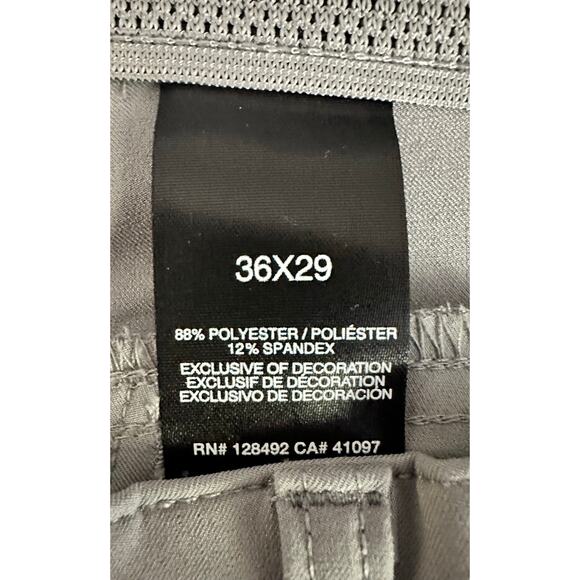 36X29
88% POLYESTER / POLIÉSTER
12% SPANDEX
EXCLUSIVE OF DECORATION
EXCLUSIF DE DÉCORATION
EXCLUSIVO DE DECORACIÓN
RN# 128492 CA# 41097